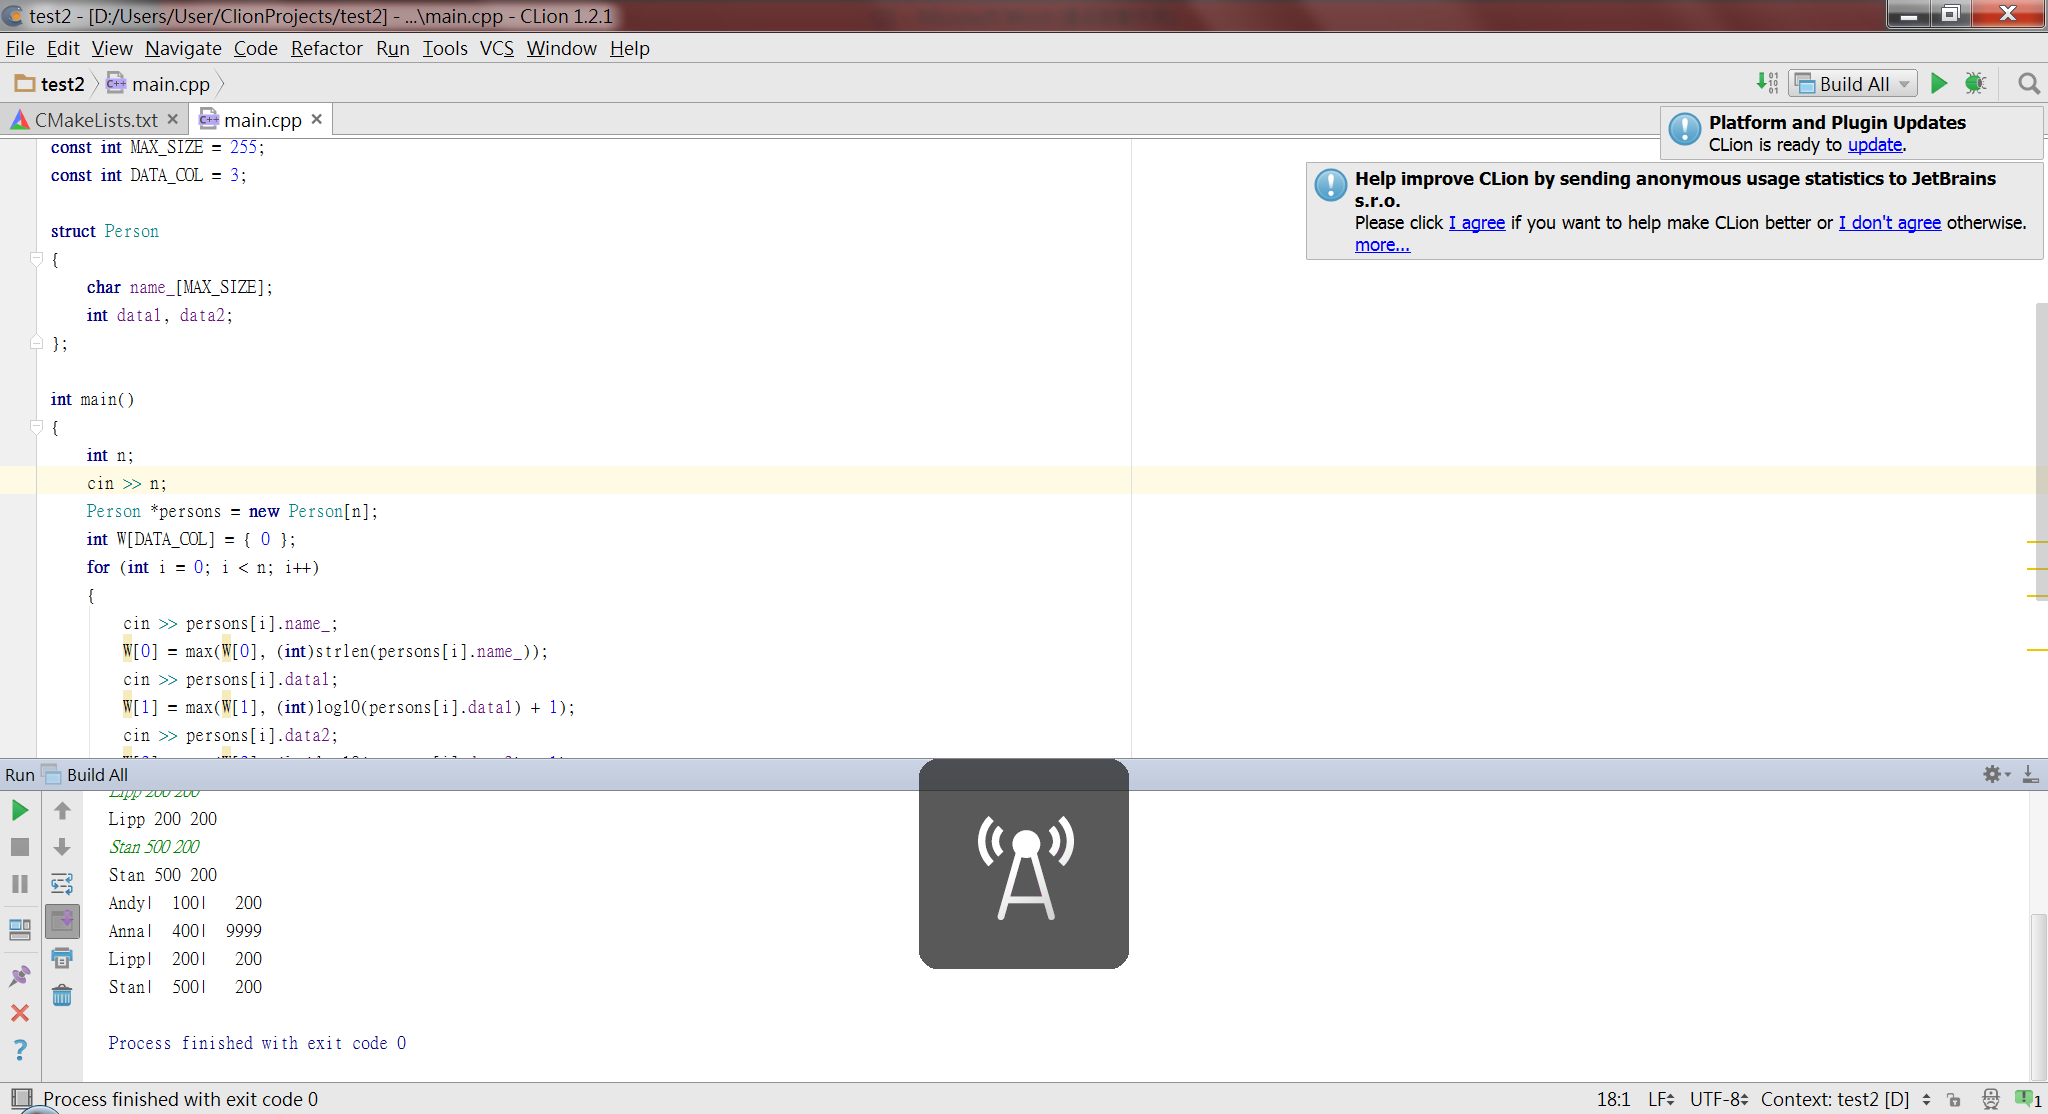 test2 - [D:/Users/User/ClionProjects/test2] - ...\main.cpp - CLion 1.2.1
File Edit View Navigate Code Refactor Run Tools VCS Window Help
test2 main.cpp Build All
CMakeLists.txt main.cpp
Platform and Plugin Updates
CLion is ready to update.
Help improve CLion by sending anonymous usage statistics to JetBrains
s.r.o.
Please click I agree if you want to help make CLion better or I don't agree otherwise.
more...
const int MAX_SIZE = 255;
const int DATA_COL = 3;
struct Person
{
char name_[MAX_SIZE];
int data1, data2;
};
int main()
{
int n;
cin >> n;
Person *persons = new Person[n];
int W[DATA_COL] = { 0 };
for (int i = 0; i < n; i++)
{
cin >> persons[i].name_;
W[0] = max(W[0], (int)strlen(persons[i].name_));
cin >> persons[i].data1;
W[1] = max(W[1], (int)log10(persons[i].data1) + 1);
cin >> persons[i].data2;
Run Build All
Lipp 200 200
Lipp 200 200
Stan 500 200
Stan 500 200
Andy|  100|   200
Anna|  400|  9999
Lipp|  200|   200
Stan|  500|   200
Process finished with exit code 0
Process finished with exit code 0 18:1 LF UTF-8 Context: test2 [D] 1